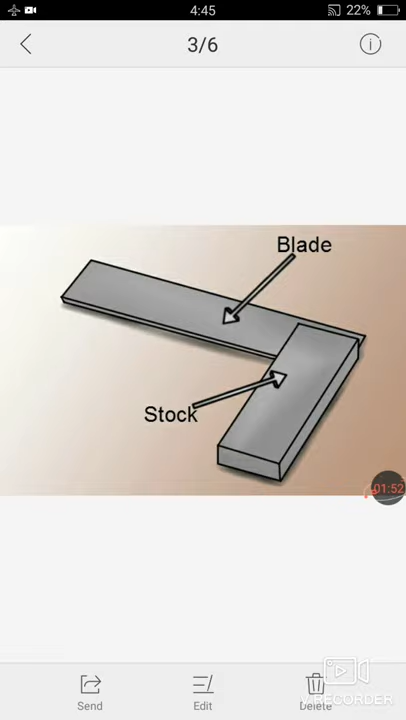 4:45
22%
3/6
Blade
Stock
01:52
Send
Edit
Delete
V RECORDER